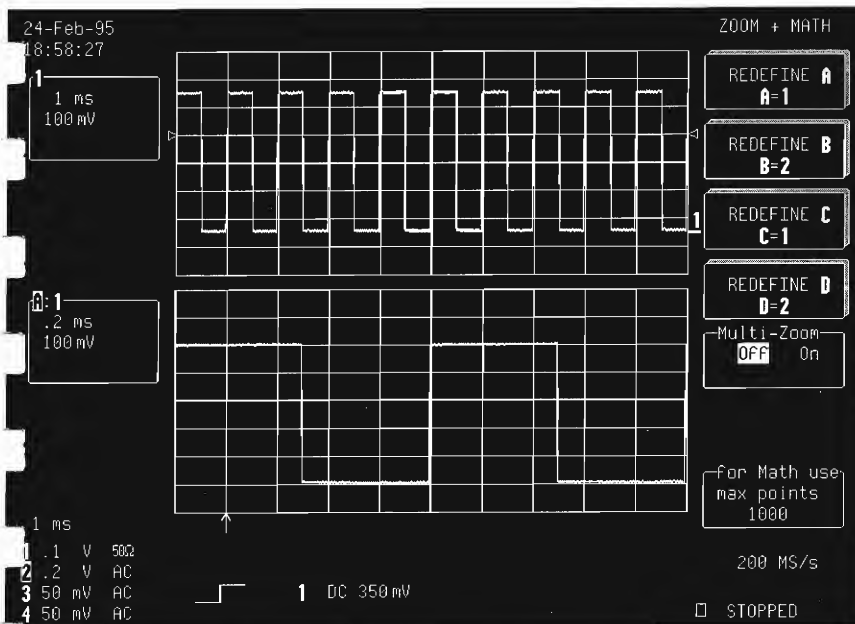 24-Feb-95
18:58:27
ZOOM + MATH
1
1 ms
100 mV
REDEFINE A
A=1
REDEFINE B
B=2
REDEFINE C
C=1
REDEFINE D
D=2
1
A:1
.2 ms
100 mV
Multi-Zoom
OFF On
For Math use
max points
1000
1 ms
1 .1 V 50Ω
2 .2 V AC
3 50 mV AC
4 50 mV AC
1 DC 350 mV
200 MS/s
STOPPED